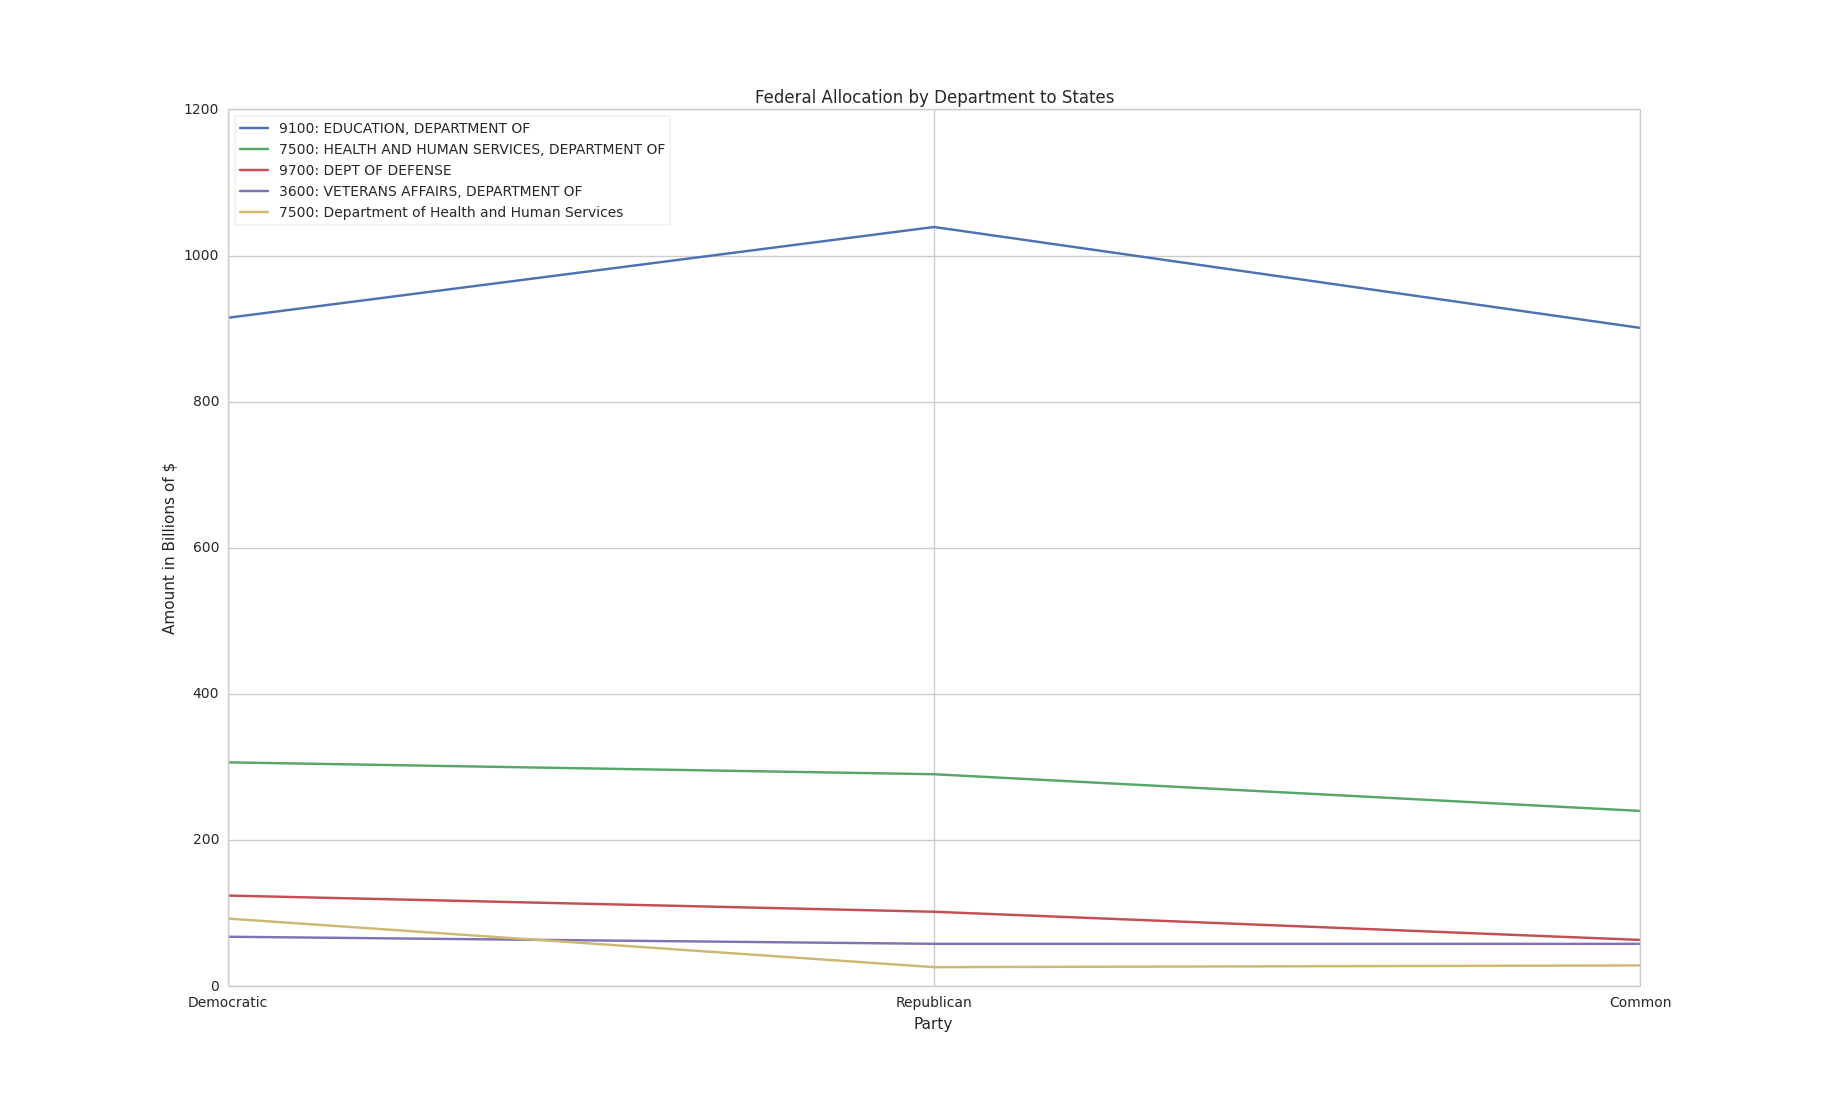 Federal Allocation by Department to States
1200
9100: EDUCATION, DEPARTMENT OF
7500: HEALTH AND HUMAN SERVICES, DEPARTMENT OF
9700: DEPT OF DEFENSE
3600: VETERANS AFFAIRS, DEPARTMENT OF
7500: Department of Health and Human Services
1000
800
Amount in Billions of $
600
400
200
0
Democratic
Republican
Common
Party